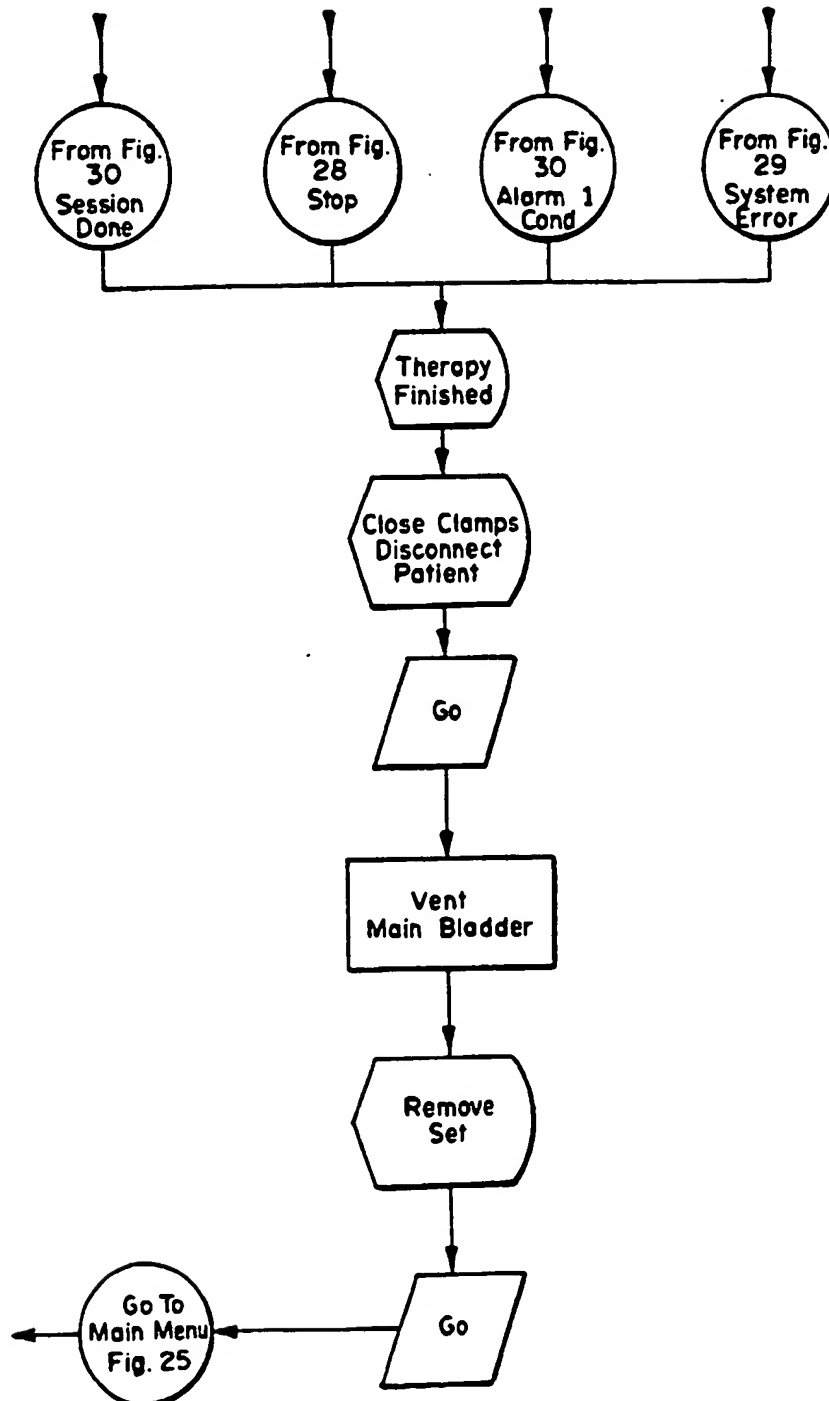 From Fig.
30
Session
Done
From Fig.
28
Stop
From Fig.
30
Alarm 1
Cond
From Fig.
29
System
Error
Therapy
Finished
Close Clamps
Disconnect
Patient
Go
Vent
Main Bladder
Remove
Set
Go
Go To
Main Menu
Fig. 25